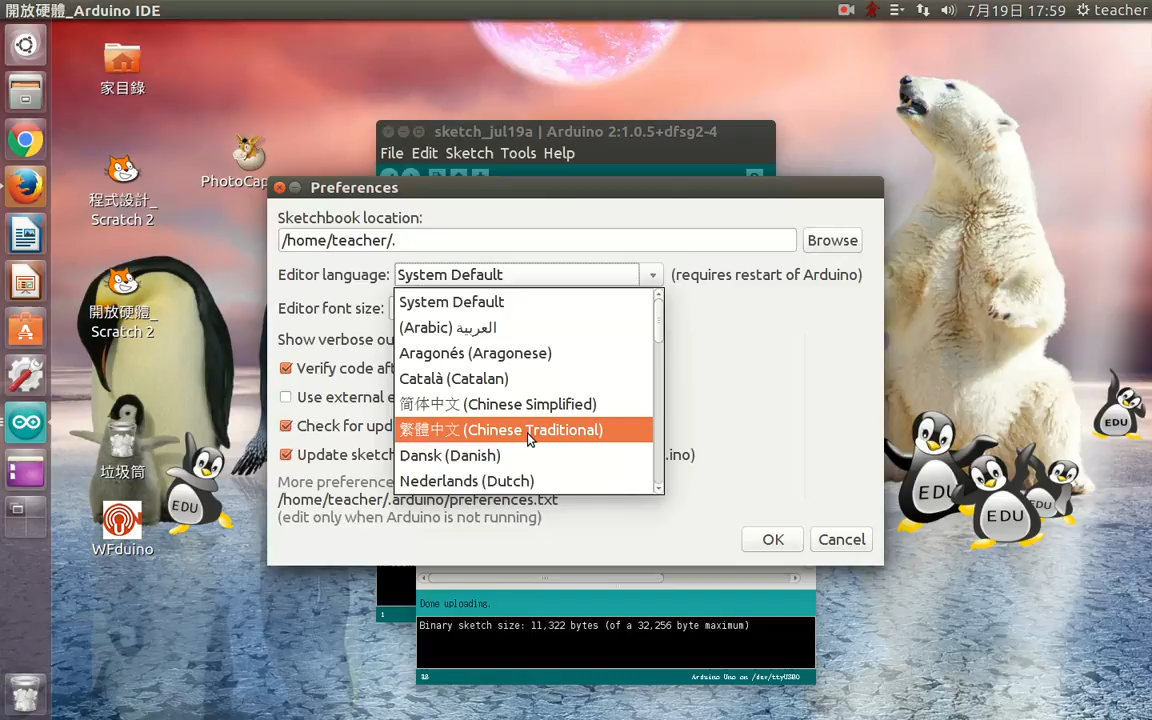 開放硬體_Arduino IDE
7月19日 17:59
teacher
家目錄
PhotoCap
程式設計_
Scratch 2
開放硬體_
Scratch 2
垃圾筒
WFduino
EDU
EDU
EDU
EDU
sketch_jul19a | Arduino 2:1.0.5+dfsg2-4
File Edit Sketch Tools Help
Preferences
Sketchbook location:
/home/teacher/.
Browse
Editor language:
System Default
(requires restart of Arduino)
System Default
(Arabic) العربية
Aragonés (Aragonese)
Català (Catalan)
简体中文 (Chinese Simplified)
繁體中文 (Chinese Traditional)
Dansk (Danish)
Nederlands (Dutch)
Editor font size:
Show verbose ou
Verify code aft
Use external e
Check for upd
Update sketch
.ino)
More preference
/home/teacher/.arduino/preferences.txt
(edit only when Arduino is not running)
OK
Cancel
1
Done uploading.
Binary sketch size: 11,322 bytes (of a 32,256 byte maximum)
Arduino Uno on /dev/ttyUSB0